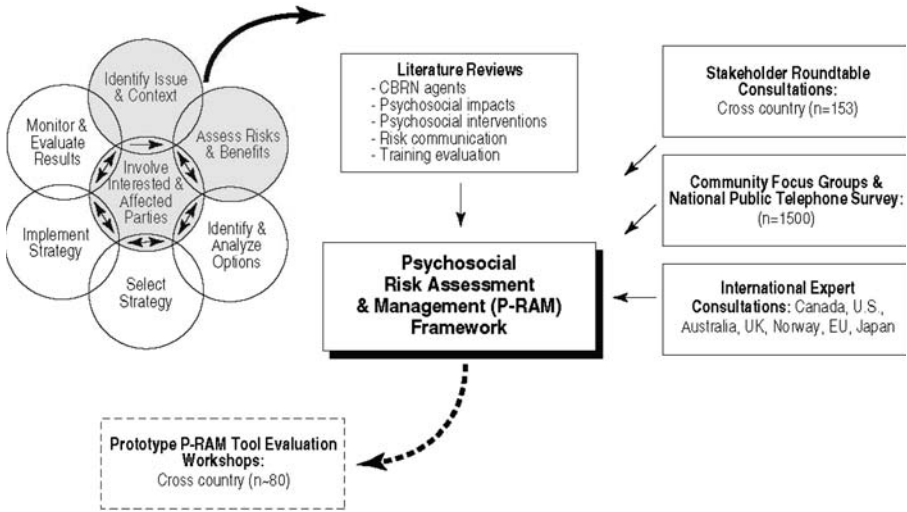 Identify Issue
& Context
Monitor &
Evaluate
Results
Assess Risks
& Benefits
Involve
Interested &
Affected
Parties
Implement
Strategy
Identify &
Analyze
Options
Select
Strategy
Literature Reviews
- CBRN agents
- Psychosocial impacts
- Psychosocial interventions
- Risk communication
- Training evaluation
Stakeholder Roundtable
Consultations:
Cross country (n=153)
Community Focus Groups &
National Public Telephone Survey:
(n=1500)
International Expert
Consultations: Canada, U.S.,
Australia, UK, Norway, EU, Japan
Psychosocial
Risk Assessment
& Management (P-RAM)
Framework
Prototype P-RAM Tool Evaluation
Workshops:
Cross country (n~80)